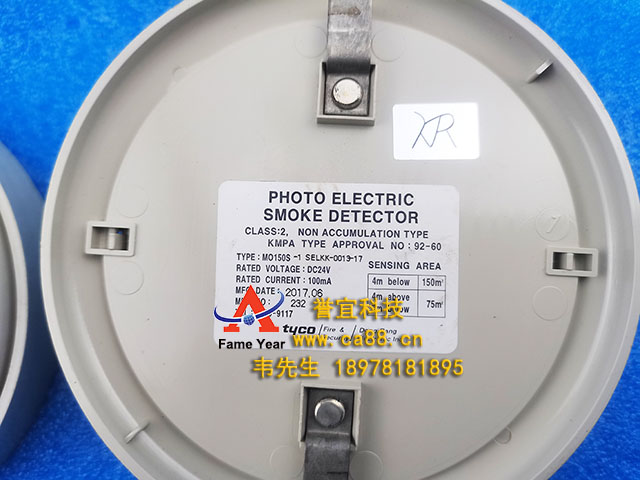 XR
PHOTO ELECTRIC
SMOKE DETECTOR
CLASS:2, NON ACCUMULATION TYPE
KMPA TYPE APPROVAL NO : 92-60
TYPE : MO150S -1 SELKK-0013-17
RATED VOLTAGE : DC24V
RATED CURRENT : 100mA
DATE : 2017.06
232
-9117
SENSING AREA
4m below 150m²
4m above 75m²
tyco Fire &
Fame Year
誉宜科技
www.ca88.cn
韦先生 18978181895